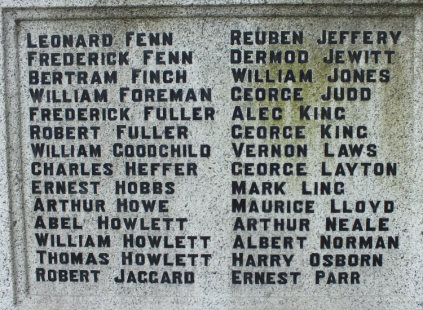 LEONARD FENN
FREDERICK FENN
BERTRAM FINCH
WILLIAM FOREMAN
FREDERICK FULLER
ROBERT FULLER
WILLIAM GOODCHILD
CHARLES HEFFER
ERNEST HOBBS
ARTHUR HOWE
ABEL HOWLETT
WILLIAM HOWLETT
THOMAS HOWLETT
ROBERT JAGGARD
REUBEN JEFFERY
DERMOD JEWITT
WILLIAM JONES
GEORGE JUDD
ALEC KING
GEORGE KING
VERNON LAWS
GEORGE LAYTON
MARK LING
MAURICE LLOYD
ARTHUR NEALE
ALBERT NORMAN
HARRY OSBORN
ERNEST PARR